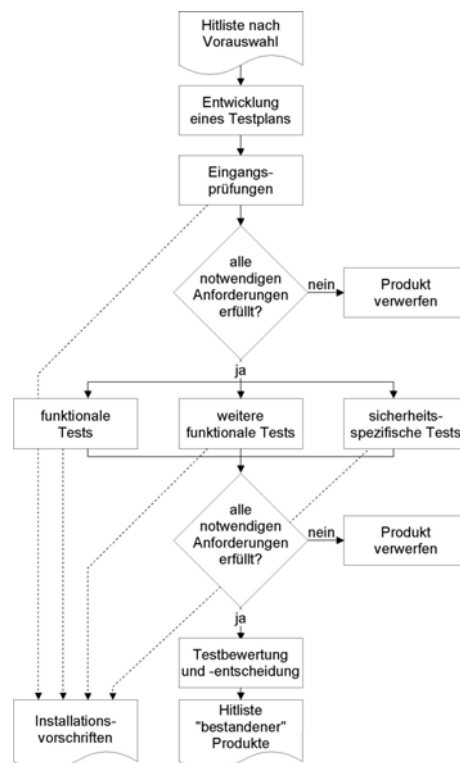 Hitliste nach
Vorauswahl
Entwicklung
eines Testplans
Eingangs-
prüfungen
alle
notwendigen
Anforderungen
erfüllt?
nein
Produkt
verwerfen
ja
funktionale
Tests
weitere
funktionale Tests
sicherheits-
spezifische Tests
alle
notwendigen
Anforderungen
erfüllt?
nein
Produkt
verwerfen
ja
Testbewertung
und -entscheidung
Installations-
vorschriften
Hitliste
"bestandener"
Produkte